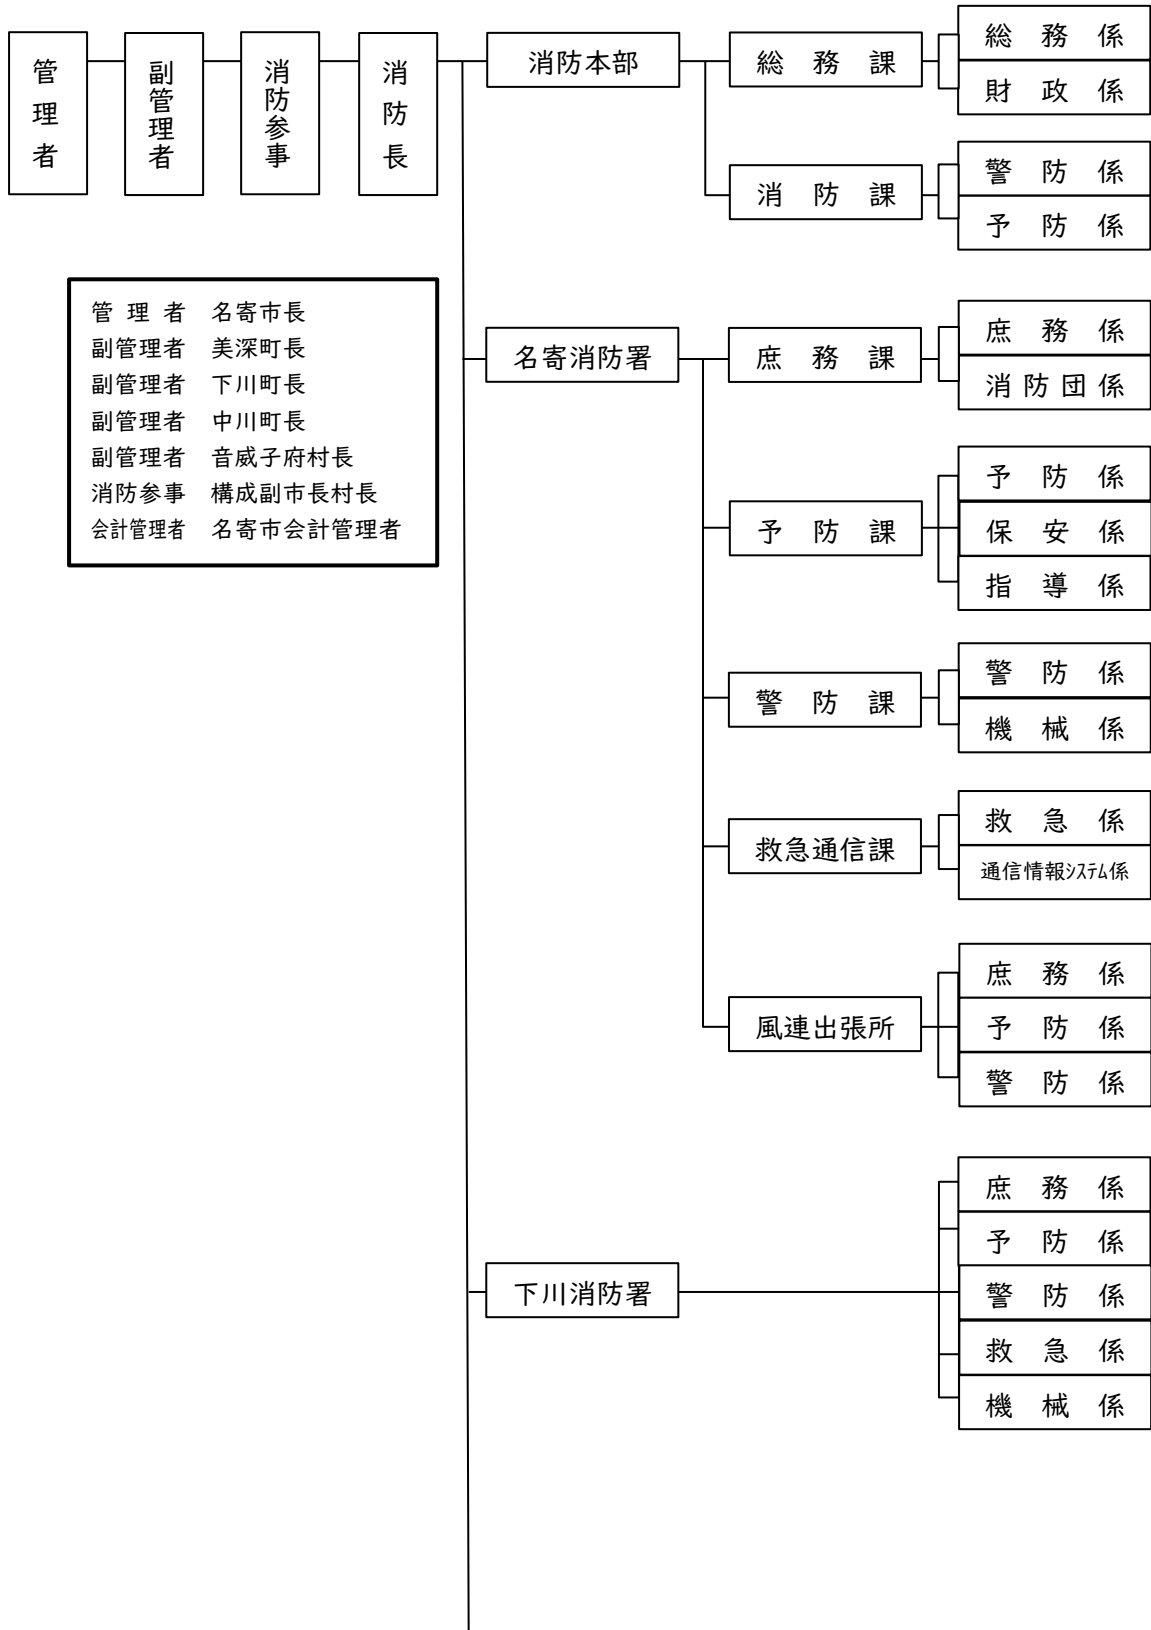 管理者
副管理者
消防参事
消防長
消防本部
総務課
総務係
財政係
消防課
警防係
予防係
管理者 名寄市長
副管理者 美深町長
副管理者 下川町長
副管理者 中川町長
副管理者 音威子府村長
消防参事 構成副市長村長
会計管理者 名寄市会計管理者
名寄消防署
庶務課
庶務係
消防団係
予防課
予防係
保安係
指導係
警防課
警防係
機械係
救急通信課
救急係
通信情報ｼｽﾃﾑ係
風連出張所
庶務係
予防係
警防係
下川消防署
庶務係
予防係
警防係
救急係
機械係